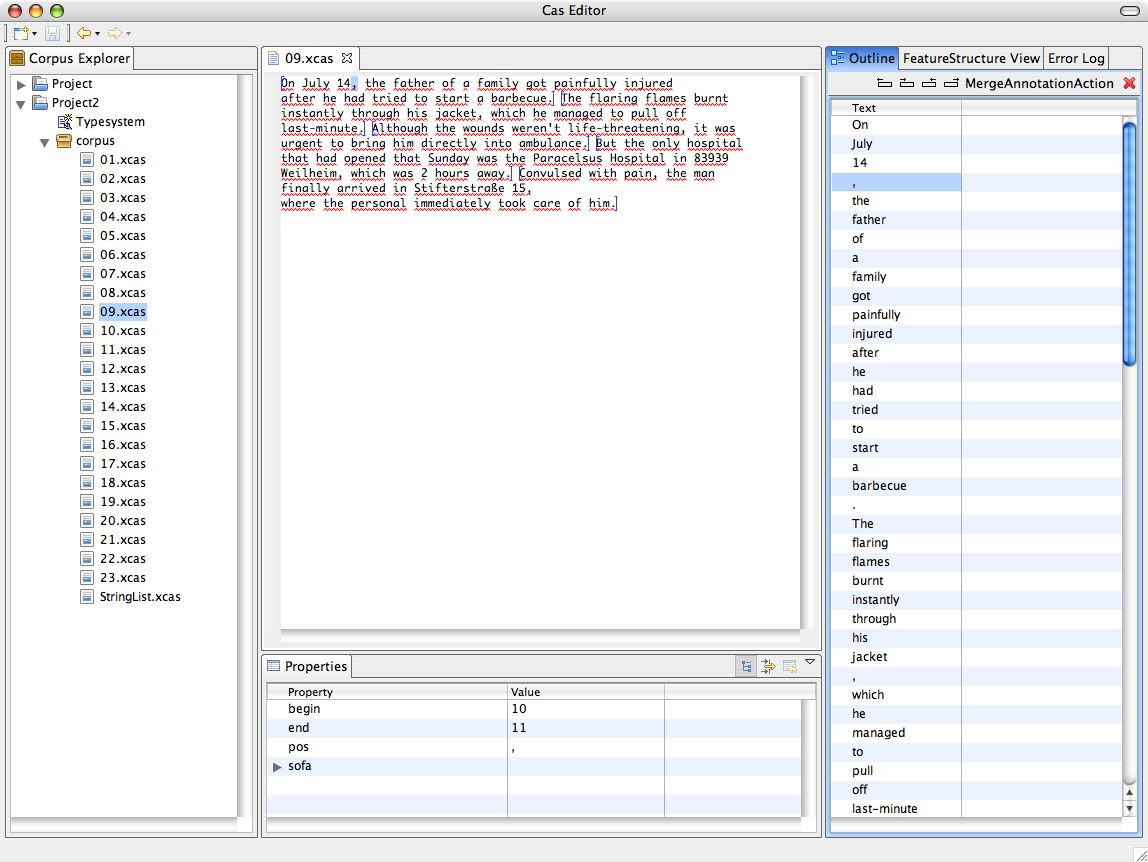 Cas Editor
Corpus Explorer
Project
Project2
Typesystem
corpus
01.xcas
02.xcas
03.xcas
04.xcas
05.xcas
06.xcas
07.xcas
08.xcas
09.xcas
10.xcas
11.xcas
12.xcas
13.xcas
14.xcas
15.xcas
16.xcas
17.xcas
18.xcas
19.xcas
20.xcas
21.xcas
22.xcas
23.xcas
StringList.xcas
09.xcas
On July 14, the father of a family got painfully injured
after he had tried to start a barbecue. The flaring flames burnt
instantly through his jacket, which he managed to pull off
last-minute. Although the wounds weren't life-threatening, it was
urgent to bring him directly into ambulance. But the only hospital
that had opened that Sunday was the Paracelsus Hospital in 83939
Weilheim, which was 2 hours away. Convulsed with pain, the man
finally arrived in Stifterstraße 15,
where the personal immediately took care of him.
Properties
Property Value
begin 10
end 11
pos ,
sofa
Outline FeatureStructure View Error Log
MergeAnnotationAction
Text
On
July
14
,
the
father
of
a
family
got
painfully
injured
after
he
had
tried
to
start
a
barbecue
.
The
flaring
flames
burnt
instantly
through
his
jacket
,
which
he
managed
to
pull
off
last-minute